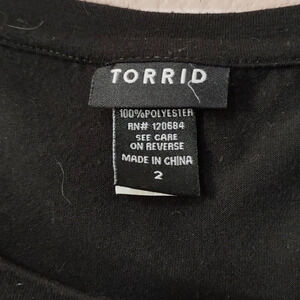 TORRID
100%POLYESTER
RN# 120684
SEE CARE
ON REVERSE
MADE IN CHINA
2